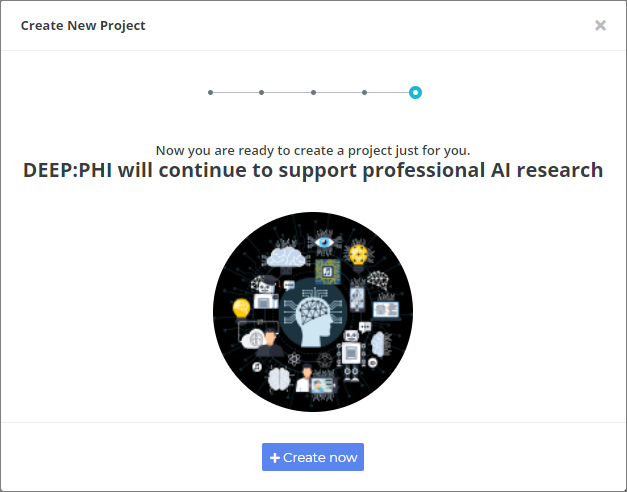 Create New Project
Now you are ready to create a project just for you.
DEEP:PHI will continue to support professional AI research
Create now